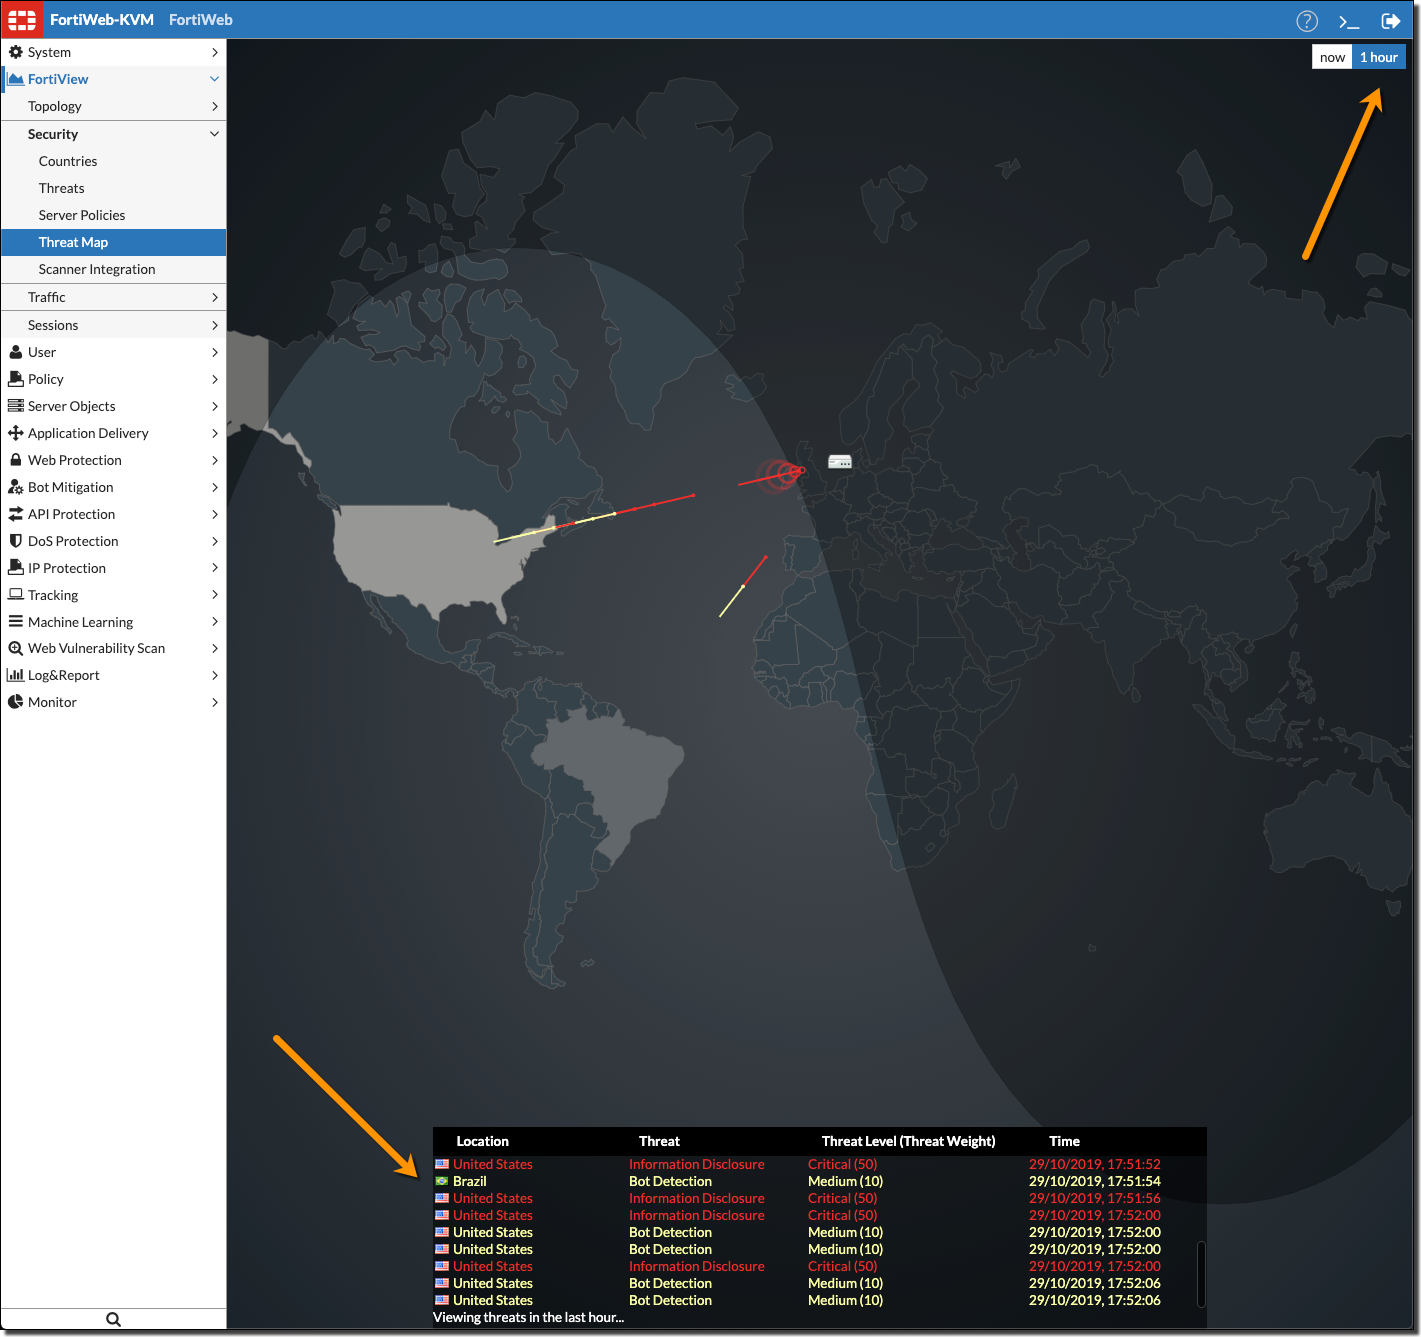 FortiWeb-KVM FortiWeb
? >_
now 1 hour
System
FortiView
Topology
Security
Countries
Threats
Server Policies
Threat Map
Scanner Integration
Traffic
Sessions
User
Policy
Server Objects
Application Delivery
Web Protection
Bot Mitigation
API Protection
DoS Protection
IP Protection
Tracking
Machine Learning
Web Vulnerability Scan
Log&Report
Monitor
Location Threat Threat Level (Threat Weight) Time
United States Information Disclosure Critical (50) 29/10/2019, 17:51:52
Brazil Bot Detection Medium (10) 29/10/2019, 17:51:54
United States Information Disclosure Critical (50) 29/10/2019, 17:51:56
United States Information Disclosure Critical (50) 29/10/2019, 17:52:00
United States Bot Detection Medium (10) 29/10/2019, 17:52:00
United States Bot Detection Medium (10) 29/10/2019, 17:52:00
United States Information Disclosure Critical (50) 29/10/2019, 17:52:00
United States Bot Detection Medium (10) 29/10/2019, 17:52:06
United States Bot Detection Medium (10) 29/10/2019, 17:52:06
Viewing threats in the last hour...